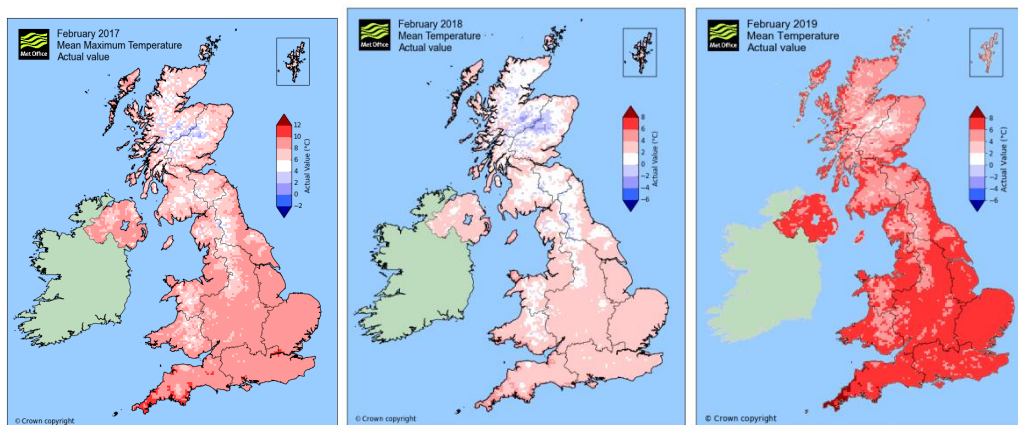 Met Office
February 2017
Mean Maximum Temperature
Actual value
12
10
8
6
4
2
0
−2
Actual Value (°C)
© Crown copyright
Met Office
February 2018
Mean Temperature
Actual value
8
6
4
2
0
−2
−4
−6
Actual Value (°C)
© Crown copyright
Met Office
February 2019
Mean Temperature
Actual value
8
6
4
2
0
−2
−4
−6
Actual Value (°C)
© Crown copyright